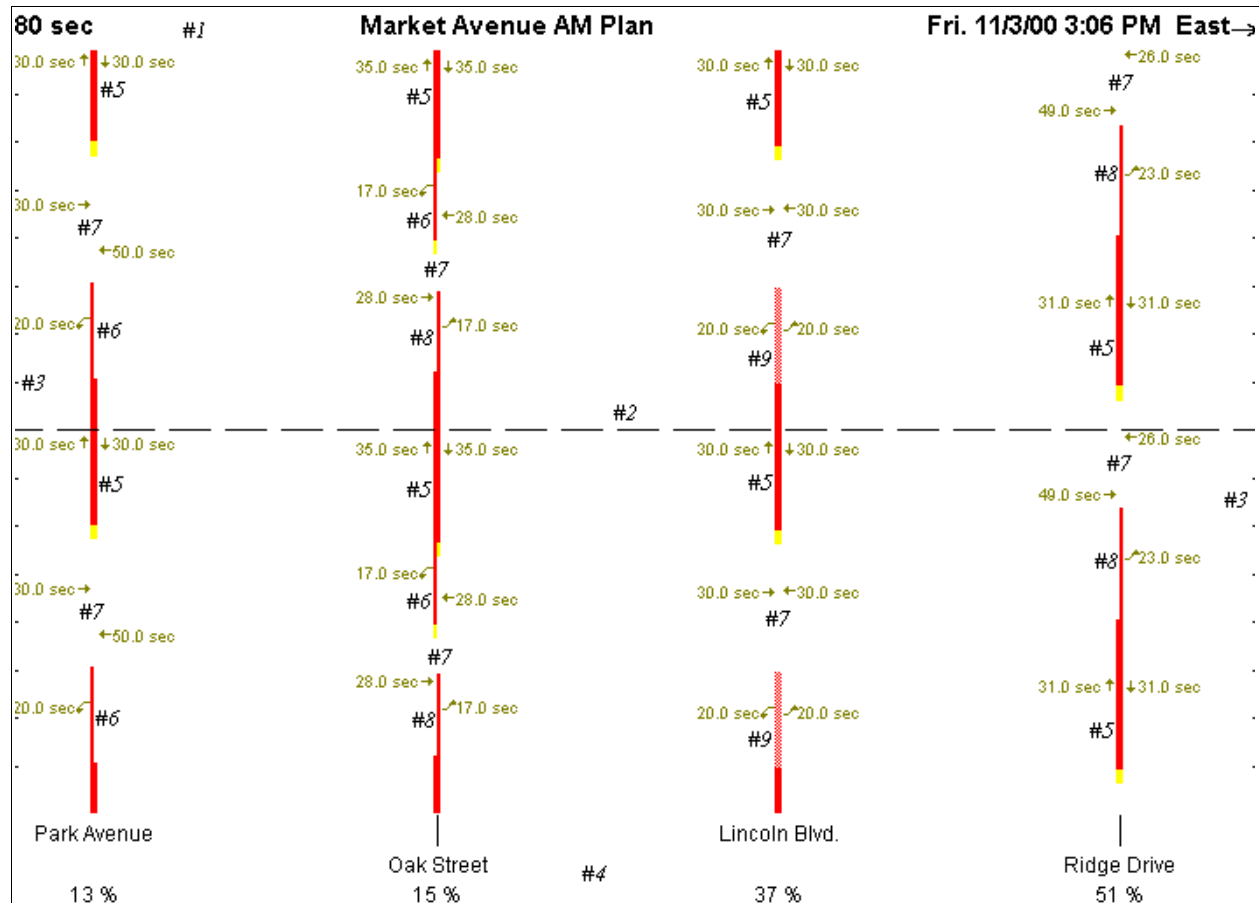 80 sec #1 Market Avenue AM Plan Fri. 11/3/00 3:06 PM East→
←26.0 sec
30.0 sec ↑ ↓30.0 sec 35.0 sec ↑ ↓35.0 sec 30.0 sec ↑ ↓30.0 sec
#5 #5 #5 #7
49.0 sec→
#8 23.0 sec
17.0 sec
30.0 sec→ #6 ←28.0 sec 30.0 sec→ ←30.0 sec
#7 #7
←50.0 sec
#7
28.0 sec→
31.0 sec ↑ ↓31.0 sec
20.0 sec #6 #8 17.0 sec 20.0 sec 20.0 sec
#9 #5
#3
#2
30.0 sec ↑ ↓30.0 sec 35.0 sec ↑ ↓35.0 sec 30.0 sec ↑ ↓30.0 sec ←26.0 sec
#7
#5 #5 #5 49.0 sec→ #3
#8 23.0 sec
17.0 sec
30.0 sec→ #6 ←28.0 sec 30.0 sec→ ←30.0 sec
#7 #7
←50.0 sec
#7
28.0 sec→ 31.0 sec ↑ ↓31.0 sec
20.0 sec #6 #8 17.0 sec 20.0 sec 20.0 sec
#9 #5
Park Avenue Lincoln Blvd.
Oak Street #4 Ridge Drive
13 % 15 % 37 % 51 %